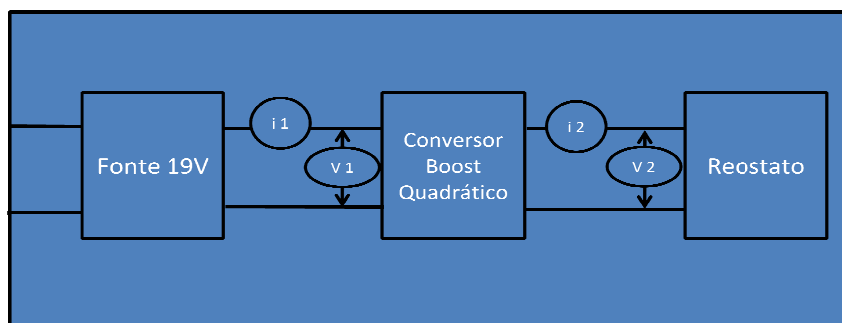 Fonte 19V
i 1
V 1
Conversor
Boost
Quadrático
i 2
V 2
Reostato